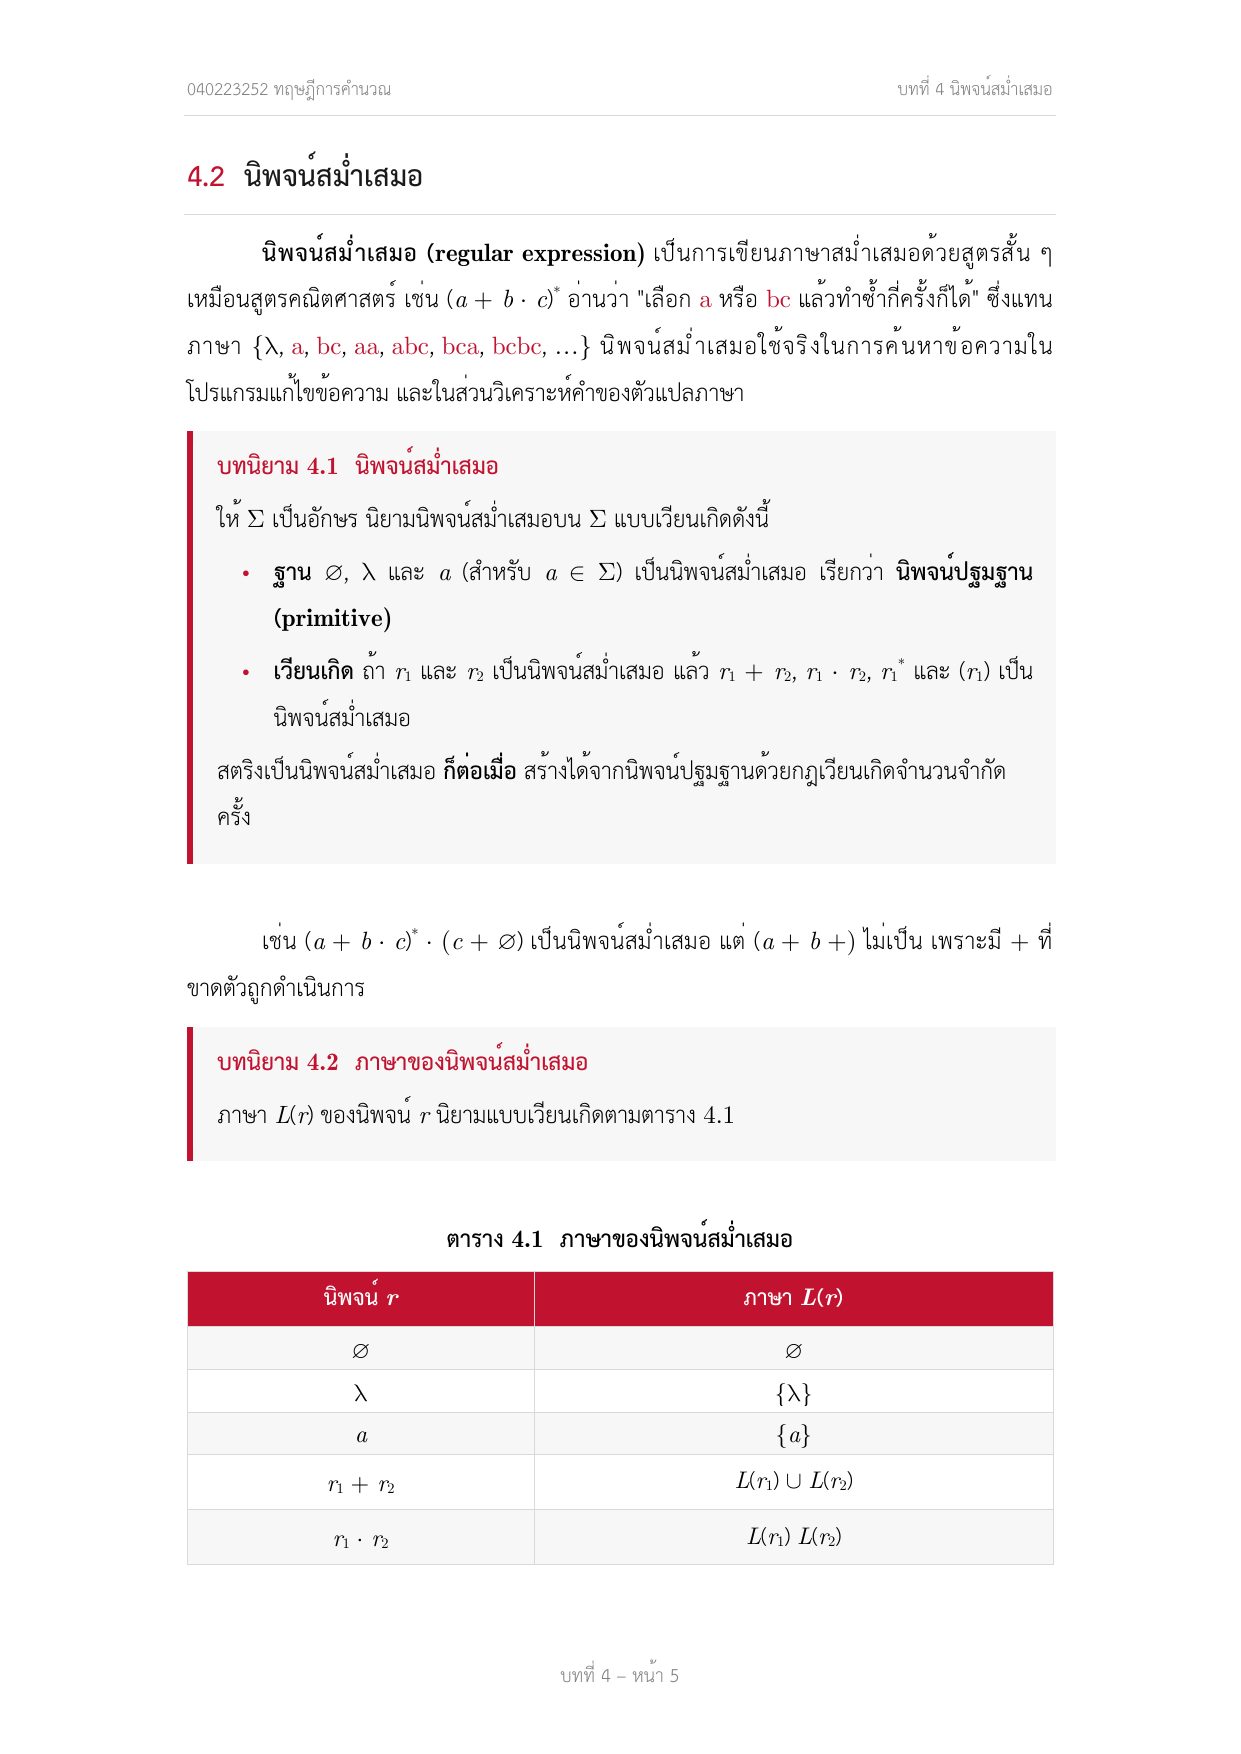 040223252 ทฤษฎีการคำนวณ บทที่ 4 นิพจน์สม่ำเสมอ
4.2 นิพจน์สม่ำเสมอ
นิพจน์สม่ำเสมอ (regular expression) เป็นการเขียนภาษาสม่ำเสมอด้วยสูตรสั้น ๆ
เหมือนสูตรคณิตศาสตร์ เช่น (a + b · c)* อ่านว่า "เลือก a หรือ bc แล้วทำซ้ำกี่ครั้งก็ได้" ซึ่งแทน
ภาษา {λ, a, bc, aa, abc, bca, bcbc, …} นิพจน์สม่ำเสมอใช้จริงในการค้นหาข้อความใน
โปรแกรมแก้ไขข้อความ และในส่วนวิเคราะห์คำของตัวแปลภาษา
บทนิยาม 4.1 นิพจน์สม่ำเสมอ
ให้ Σ เป็นอักษร นิยามนิพจน์สม่ำเสมอบน Σ แบบเวียนเกิดดังนี้
• ฐาน ∅, λ และ a (สำหรับ a ∈ Σ) เป็นนิพจน์สม่ำเสมอ เรียกว่า นิพจน์ปฐมฐาน
(primitive)
• เวียนเกิด ถ้า r₁ และ r₂ เป็นนิพจน์สม่ำเสมอ แล้ว r₁ + r₂, r₁ · r₂, r₁* และ (r₁) เป็น
นิพจน์สม่ำเสมอ
สตริงเป็นนิพจน์สม่ำเสมอ ก็ต่อเมื่อ สร้างได้จากนิพจน์ปฐมฐานด้วยกฎเวียนเกิดจำนวนจำกัด
ครั้ง
เช่น (a + b · c)* · (c + ∅) เป็นนิพจน์สม่ำเสมอ แต่ (a + b +) ไม่เป็น เพราะมี + ที่
ขาดตัวถูกดำเนินการ
บทนิยาม 4.2 ภาษาของนิพจน์สม่ำเสมอ
ภาษา L(r) ของนิพจน์ r นิยามแบบเวียนเกิดตามตาราง 4.1
ตาราง 4.1 ภาษาของนิพจน์สม่ำเสมอ
นิพจน์ r ภาษา L(r)
∅ ∅
λ {λ}
a {a}
r₁ + r₂ L(r₁) ∪ L(r₂)
r₁ · r₂ L(r₁) L(r₂)
บทที่ 4 – หน้า 5